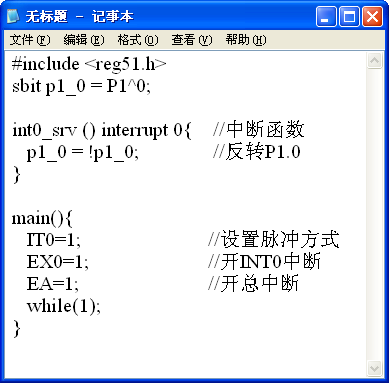 无标题 - 记事本
文件(F) 编辑(E) 格式(O) 查看(V) 帮助(H)
#include <reg51.h>
sbit p1_0 = P1^0;
int0_srv () interrupt 0{ //中断函数
p1_0 = !p1_0; //反转P1.0
}
main(){
IT0=1; //设置脉冲方式
EX0=1; //开INT0中断
EA=1; //开总中断
while(1);
}